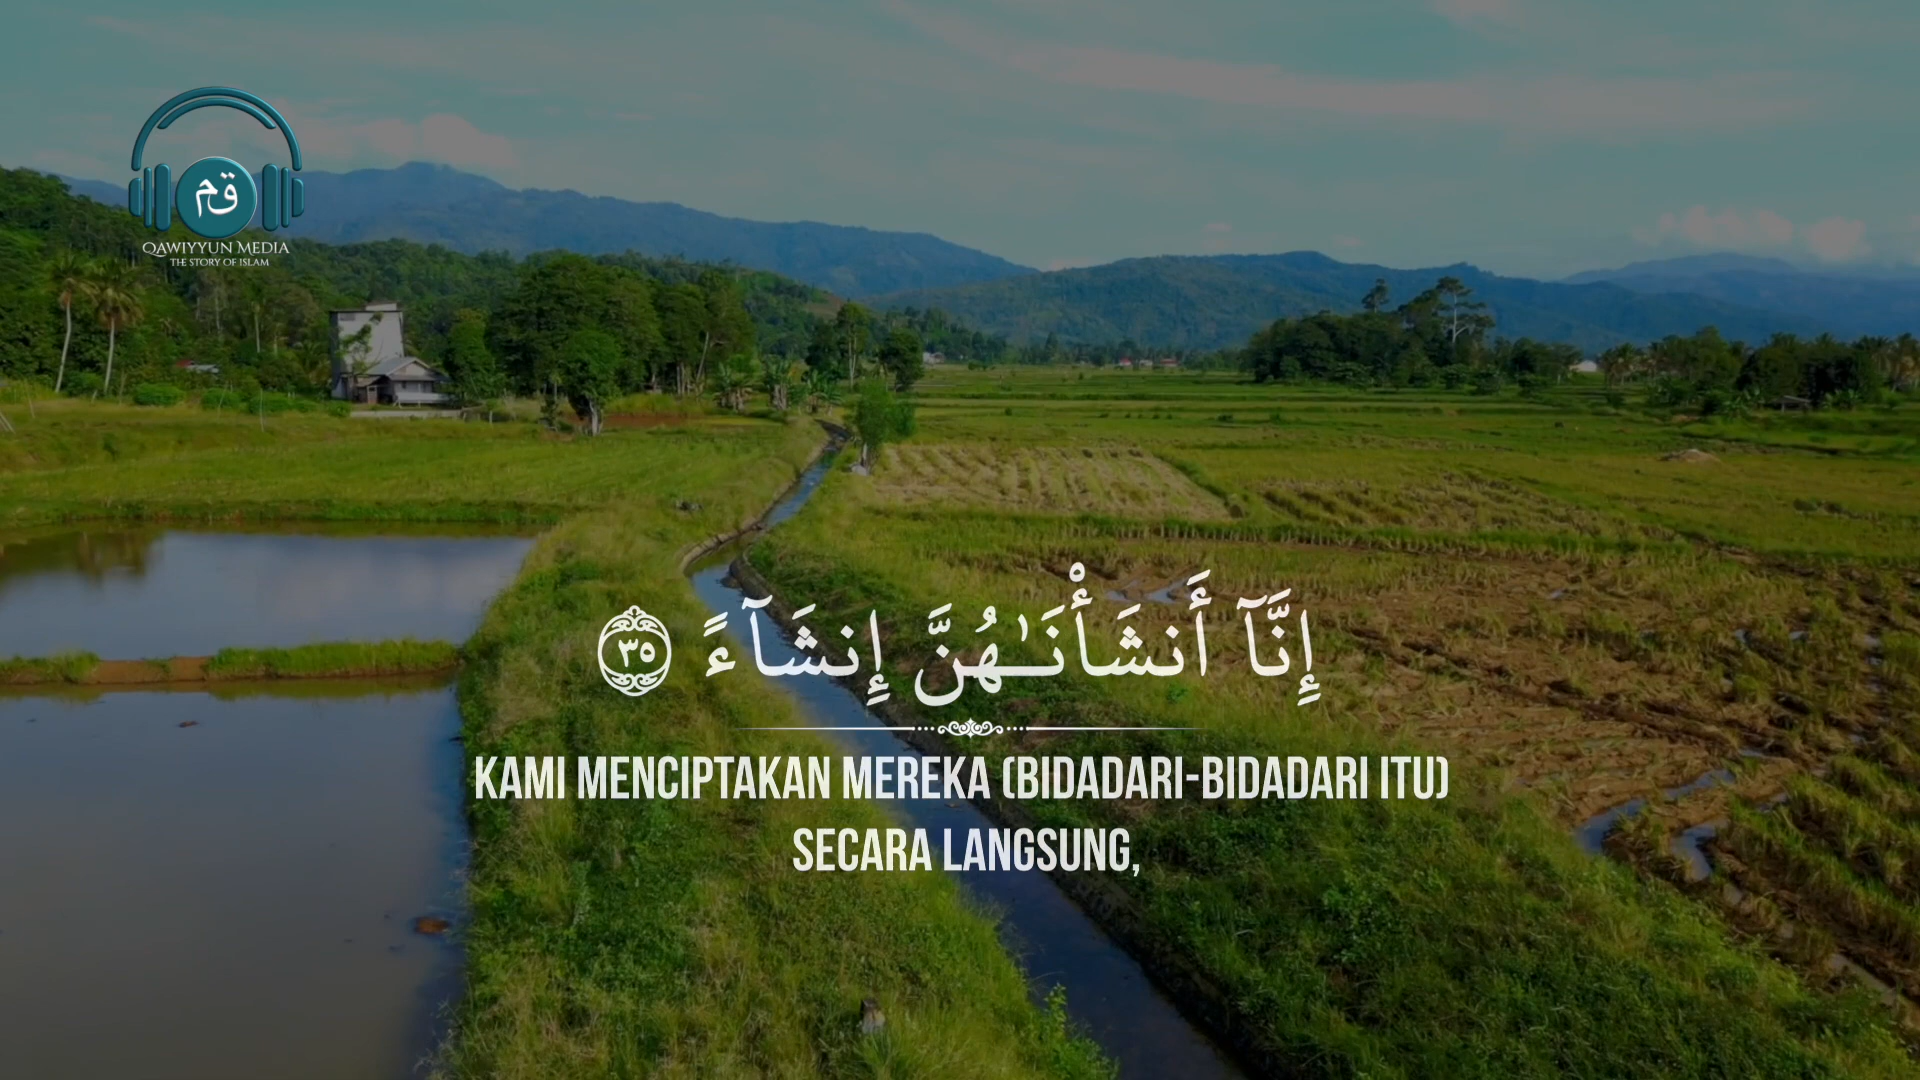 قم
QAWIYYUN MEDIA
THE STORY OF ISLAM
إِنَّآ أَنشَأْنَـٰهُنَّ إِنشَآءً ٣٥
KAMI MENCIPTAKAN MEREKA (BIDADARI-BIDADARI ITU)
SECARA LANGSUNG,